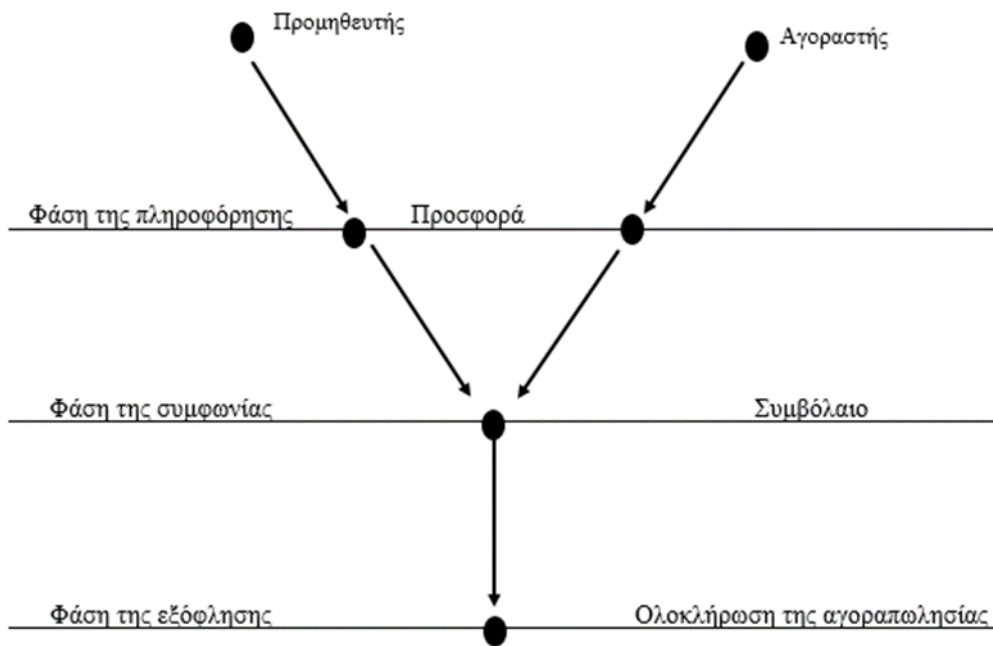 Προμηθευτής
Αγοραστής
Φάση της πληροφόρησης
Προσφορά
Φάση της συμφωνίας
Συμβόλαιο
Φάση της εξόφλησης
Ολοκλήρωση της αγοραπωλησίας